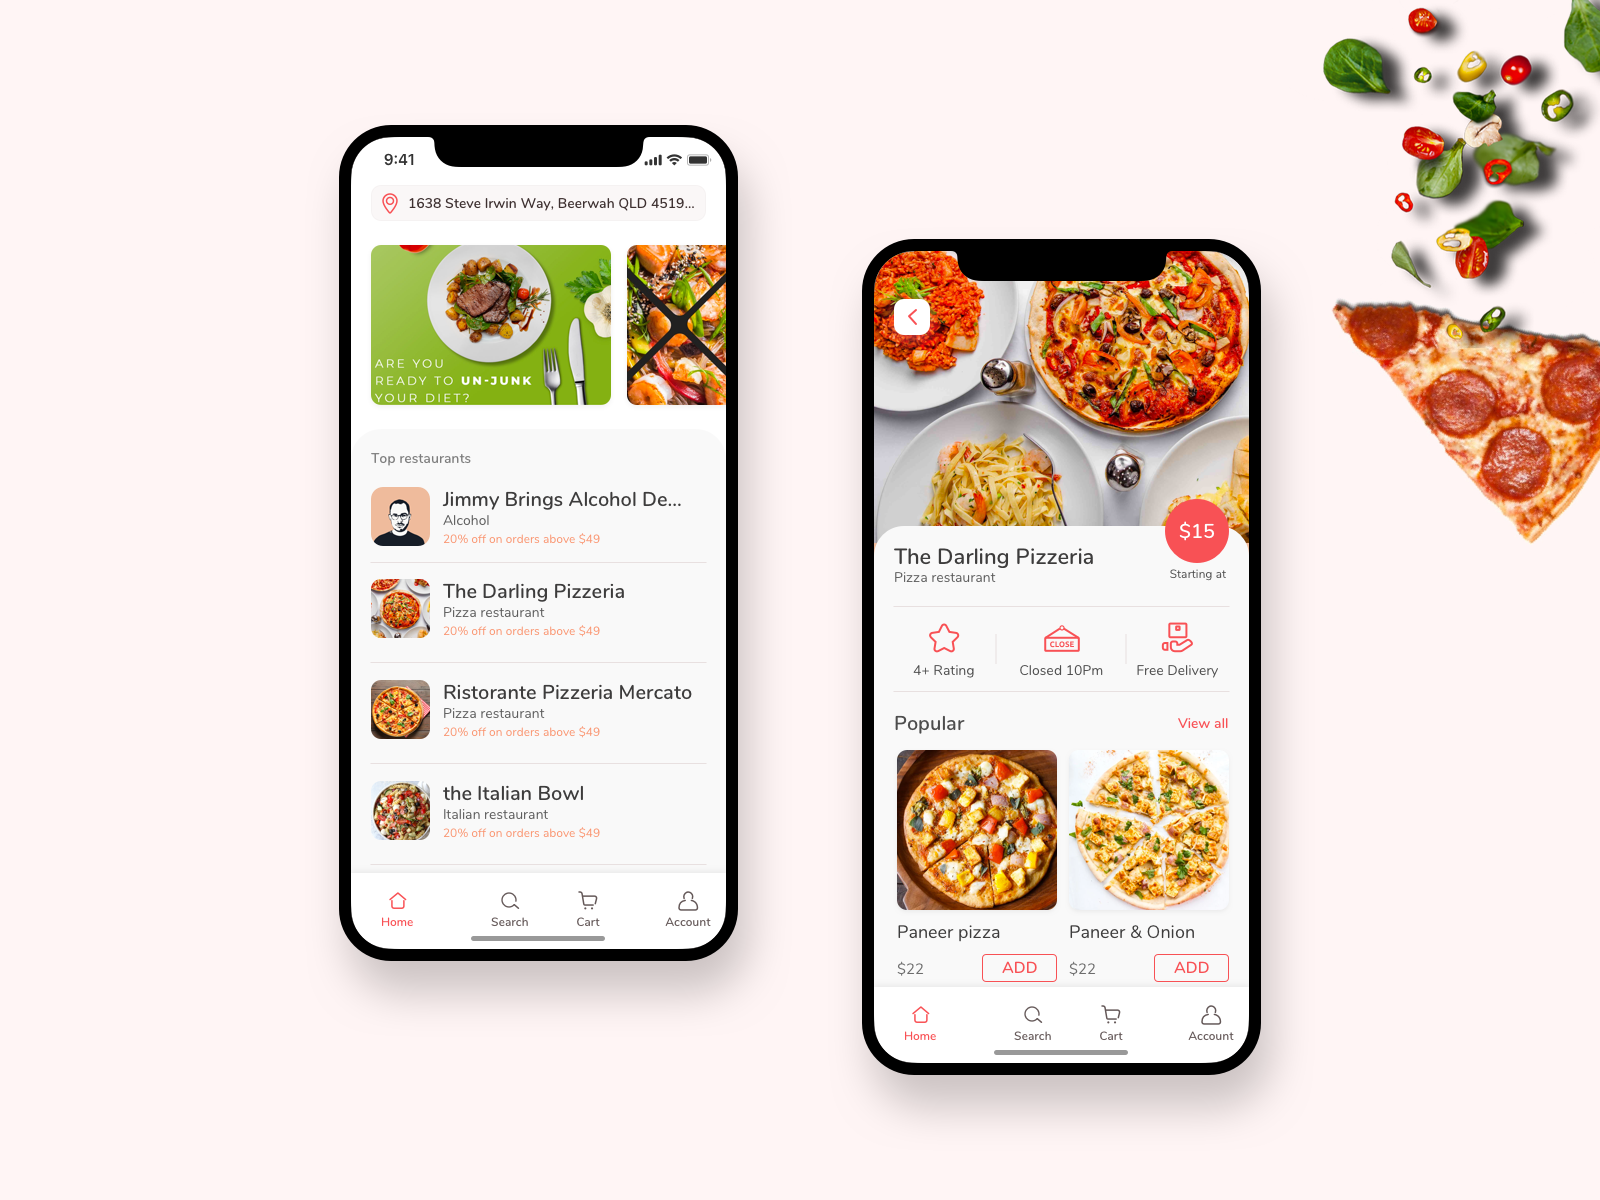 9:41
1638 Steve Irwin Way, Beerwah QLD 4519...
ARE YOU
READY TO UN-JUNK
YOUR DIET?
Top restaurants
Jimmy Brings Alcohol De...
Alcohol
20% off on orders above $49
The Darling Pizzeria
Pizza restaurant
20% off on orders above $49
Ristorante Pizzeria Mercato
Pizza restaurant
20% off on orders above $49
the Italian Bowl
Italian restaurant
20% off on orders above $49
Home Search Cart Account
$15
The Darling Pizzeria
Pizza restaurant
Starting at
CLOSE
4+ Rating Closed 10Pm Free Delivery
Popular View all
Paneer pizza Paneer & Onion
$22 ADD $22 ADD
Home Search Cart Account